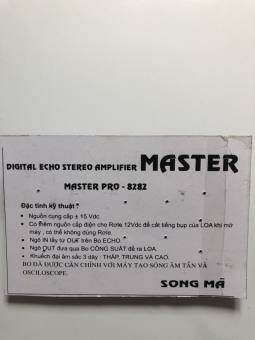 DIGITAL ECHO STEREO AMPLIFIER MASTER
MASTER PRO - 8282
Đặc tính kỹ thuật ?
• Nguồn cung cấp ± 15 Vdc.
• Có thêm nguồn cấp điện cho Rơle 12Vdc để cắt tiếng bụp của LOA khi mở
máy , có thể không dùng Rơle.
• Ngõ IN lấy từ OUT trên Bo ECHO.
• Ngõ OUT đưa qua Bo CÔNG SUẤT để ra LOA.
• Khuếch đại âm sắc 3 dãy : THẤP, TRUNG VÀ CAO.
BO ĐÃ ĐƯỢC CÂN CHỈNH VỚI MÁY TẠO SÓNG ÂM TẦN VÀ
OSCILOSCOPE.
SONG MÃ